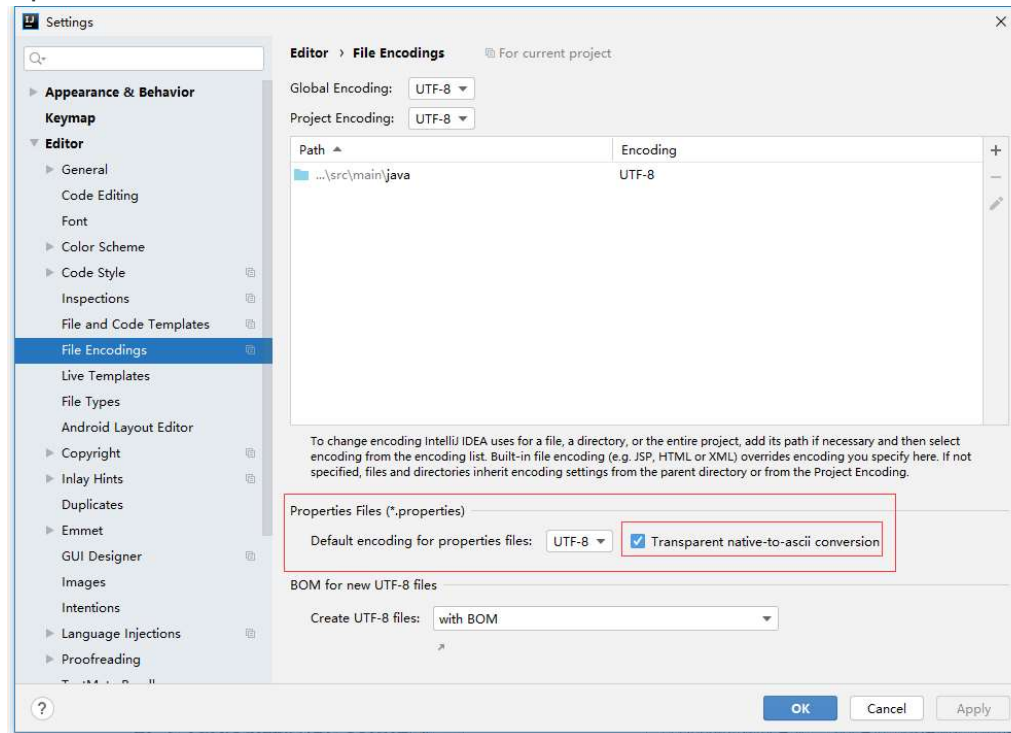 Settings
Editor › File Encodings For current project
Global Encoding: UTF-8
Project Encoding: UTF-8
Appearance & Behavior
Keymap
Editor
General
Code Editing
Font
Color Scheme
Code Style
Inspections
File and Code Templates
File Encodings
Live Templates
File Types
Android Layout Editor
Copyright
Inlay Hints
Duplicates
Emmet
GUI Designer
Images
Intentions
Language Injections
Proofreading
Path Encoding
...\src\main\java UTF-8
To change encoding IntelliJ IDEA uses for a file, a directory, or the entire project, add its path if necessary and then select
encoding from the encoding list. Built-in file encoding (e.g. JSP, HTML or XML) overrides encoding you specify here. If not
specified, files and directories inherit encoding settings from the parent directory or from the Project Encoding.
Properties Files (*.properties)
Default encoding for properties files: UTF-8 Transparent native-to-ascii conversion
BOM for new UTF-8 files
Create UTF-8 files: with BOM
? OK Cancel Apply